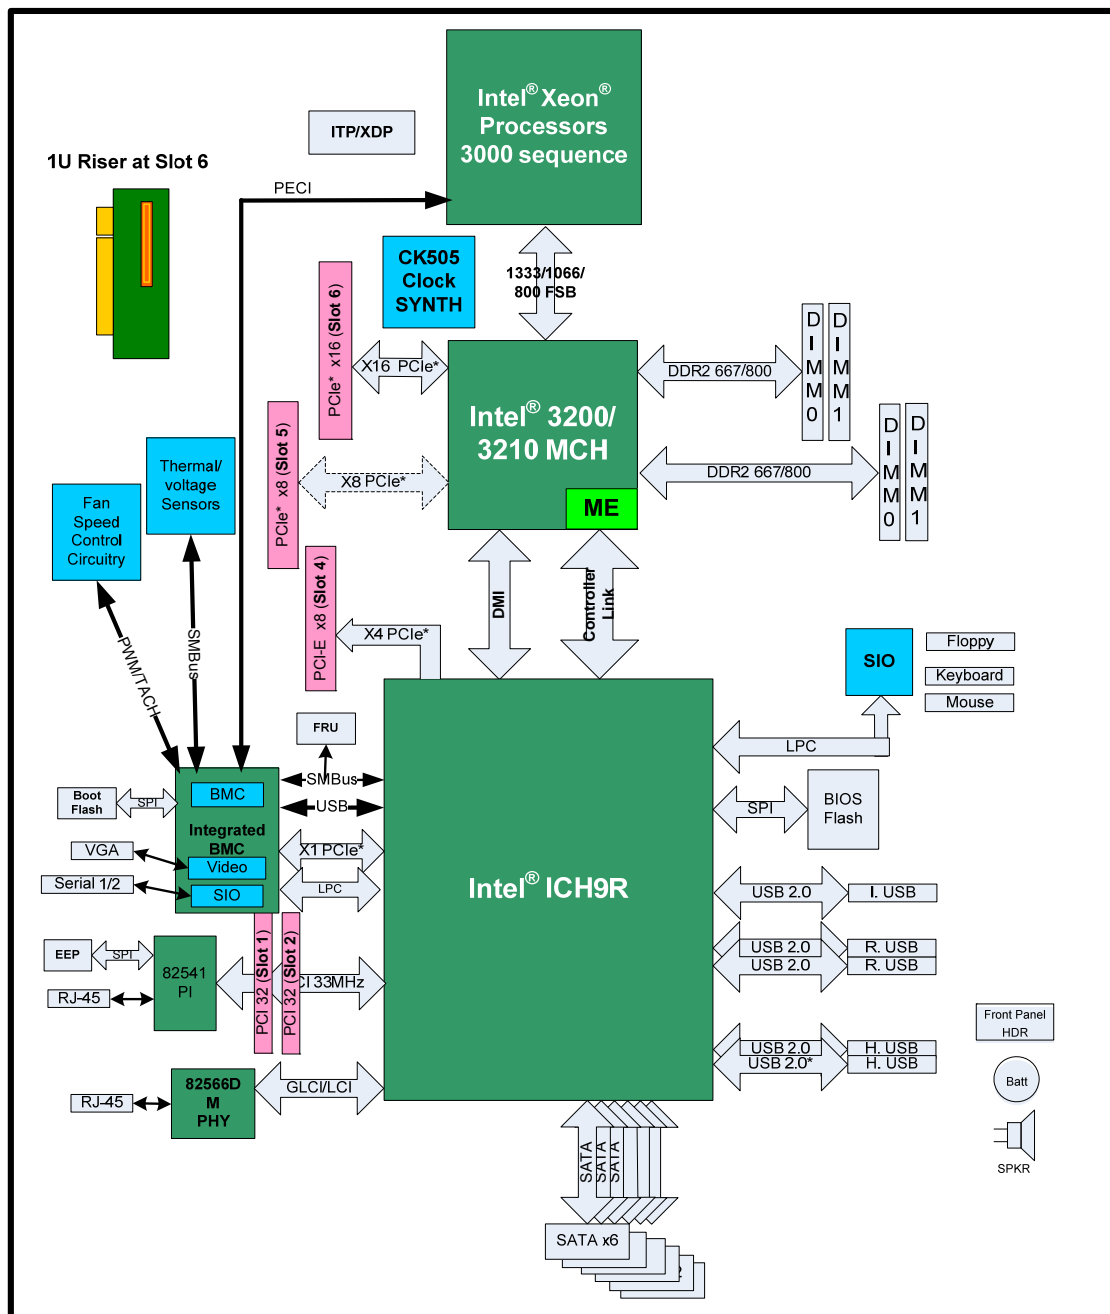 Intel® Xeon®
Processors
3000 sequence
ITP/XDP
1U Riser at Slot 6
PECI
CK505
Clock
SYNTH
1333/1066/
800 FSB
PCIe* x16 (Slot 6)
X16 PCIe*
Intel® 3200/
3210 MCH
ME
DDR2 667/800
DIMM0
DIMM1
DDR2 667/800
DIMM0
DIMM1
PCIe* x8 (Slot 5)
X8 PCIe*
Thermal/
voltage
Sensors
Fan
Speed
Control
Circuitry
PCI-E x8 (Slot 4)
X4 PCIe*
DMI
Controller
Link
PWM/TACH
SMBus
SIO
Floppy
Keyboard
Mouse
LPC
FRU
SMBus
USB
BMC
Integrated
BMC
Video
SIO
Boot
Flash
SPI
VGA
Serial 1/2
X1 PCIe*
LPC
Intel® ICH9R
SPI
BIOS
Flash
USB 2.0
I. USB
USB 2.0
R. USB
USB 2.0
R. USB
USB 2.0
H. USB
USB 2.0*
H. USB
PCI 32 (Slot 1)
PCI 32 (Slot 2)
CI 33MHz
EEP
SPI
82541
PI
RJ-45
82566D
M
PHY
RJ-45
GLCI/LCI
Front Panel
HDR
Batt
SPKR
SATA
SATA
SATA
SATA x6